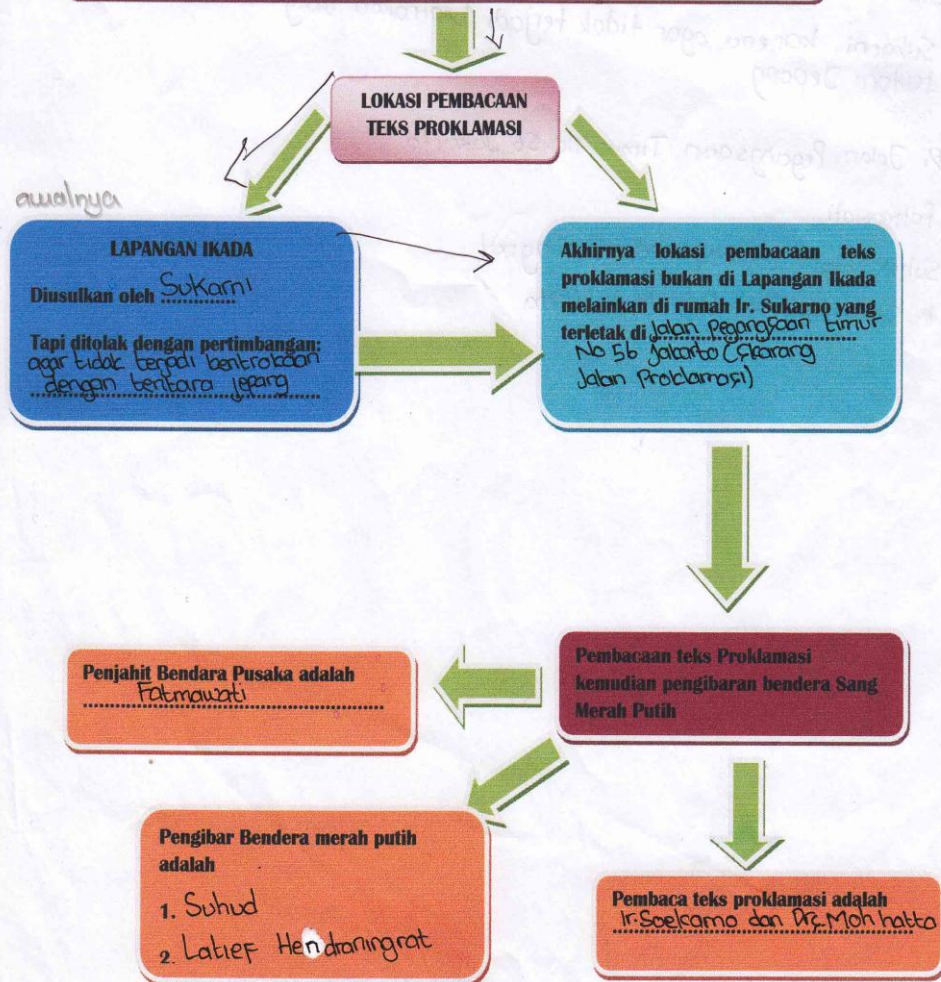 LOKASI PEMBACAAN
TEKS PROKLAMASI
awalnya
LAPANGAN IKADA
Diusulkan oleh Sukarni
Tapi ditolak dengan pertimbangan:
agar tidak terjadi bentrokan
dengan tentara jepang
Akhirnya lokasi pembacaan teks
proklamasi bukan di Lapangan Ikada
melainkan di rumah Ir. Sukarno yang
terletak di Jalan Pegangsaan timur
No 56 Jakarta (Sekarang
Jalan Proklamasi)
Pembacaan teks Proklamasi
kemudian pengibaran bendera Sang
Merah Putih
Penjahit Bendara Pusaka adalah
Fatmawati
Pengibar Bendera merah putih
adalah
1. Suhud
2. Latief Hendraningrat
Pembaca teks proklamasi adalah
Ir. Soekarno dan Drs. Moh hatta